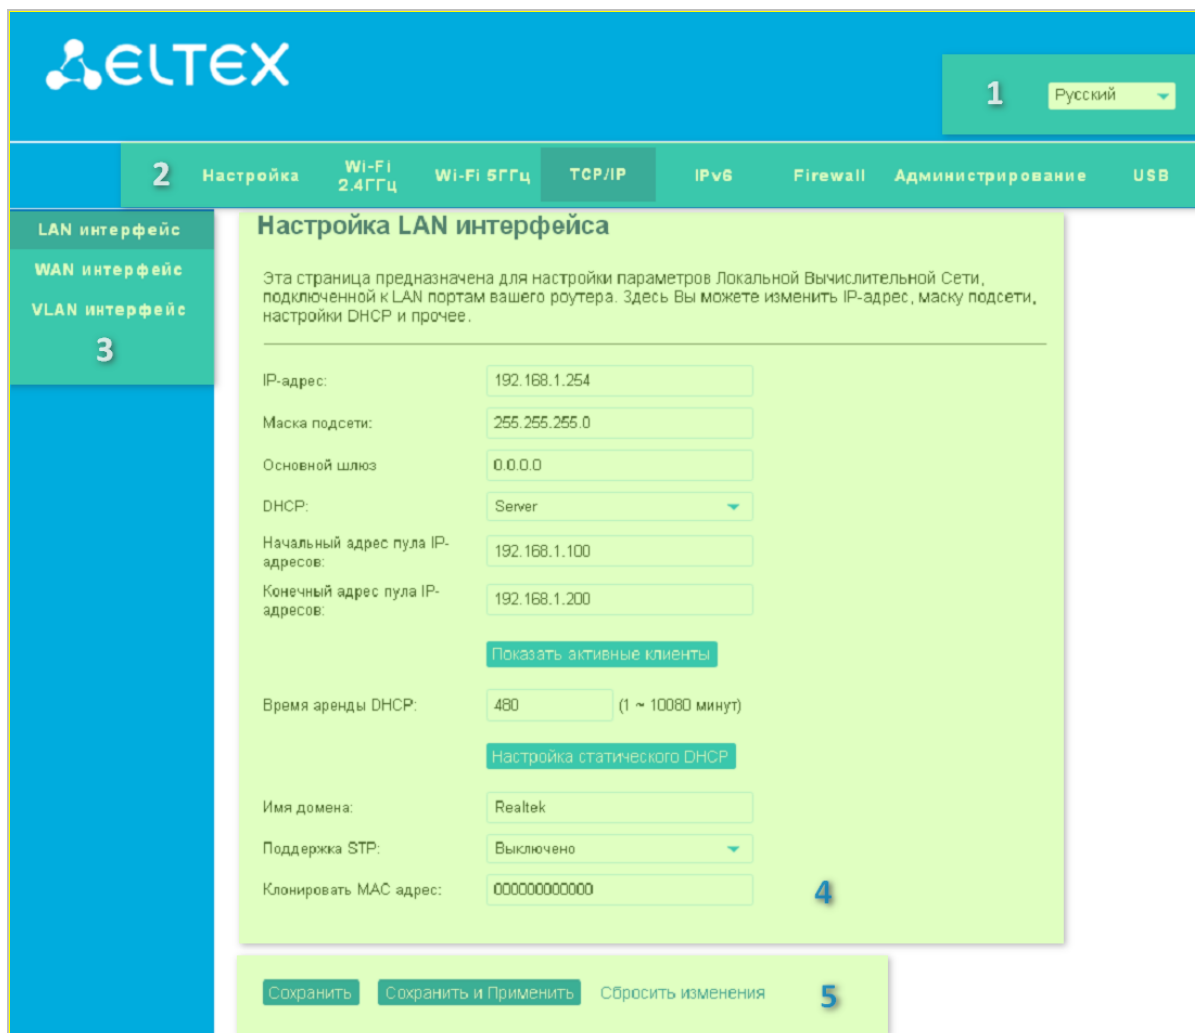 ELTEX
1 Русский
2 Настройка Wi-Fi 2.4ГГц Wi-Fi 5ГГц TCP/IP IPv6 Firewall Администрирование USB
LAN интерфейс
WAN интерфейс
VLAN интерфейс
3
Настройка LAN интерфейса
Эта страница предназначена для настройки параметров Локальной Вычислительной Сети,
подключенной к LAN портам вашего роутера. Здесь Вы можете изменить IP-адрес, маску подсети,
настройки DHCP и прочее.
IP-адрес: 192.168.1.254
Маска подсети: 255.255.255.0
Основной шлюз 0.0.0.0
DHCP: Server
Начальный адрес пула IP-
адресов: 192.168.1.100
Конечный адрес пула IP-
адресов: 192.168.1.200
Показать активные клиенты
Время аренды DHCP: 480 (1 ~ 10080 минут)
Настройка статического DHCP
Имя домена: Realtek
Поддержка STP: Выключено
Клонировать MAC адрес: 000000000000
4
Сохранить Сохранить и Применить Сбросить изменения 5